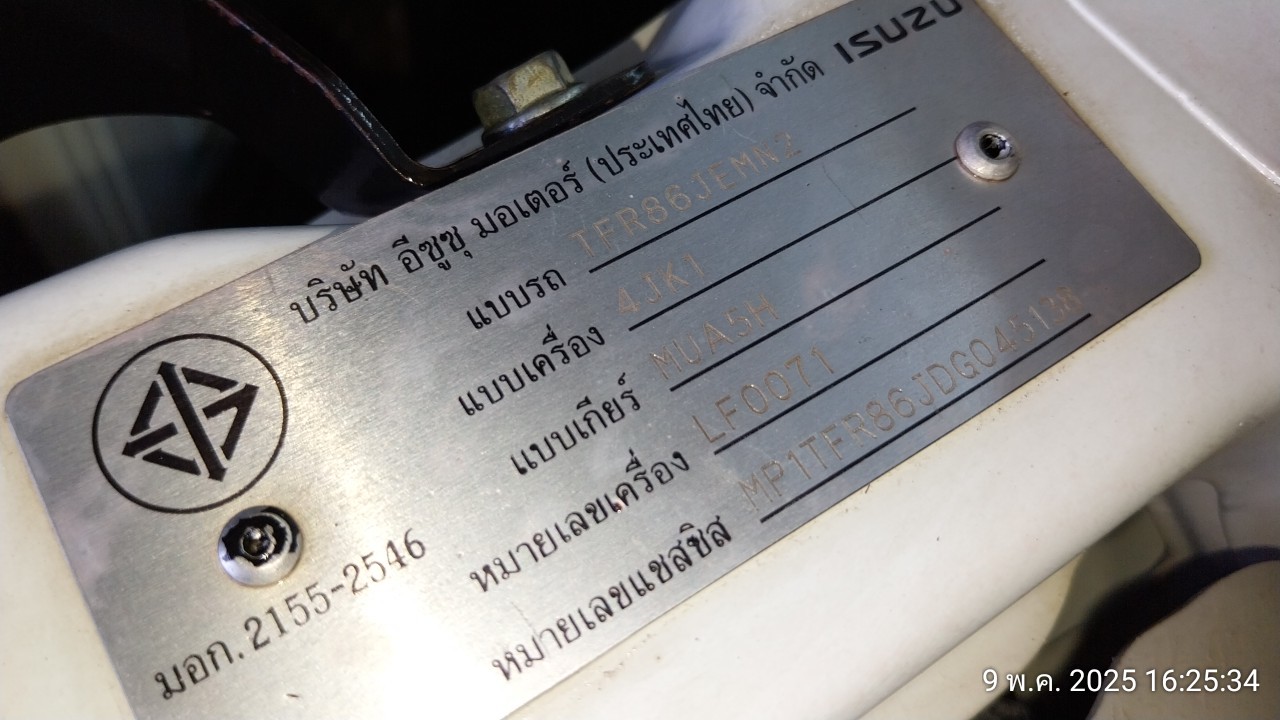 ISUZU
บริษัท อีซูซุ มอเตอร์ (ประเทศไทย) จำกัด
แบบรถ TFR86JEMN2
แบบเครื่อง 4JK1
แบบเกียร์ MUA5H
หมายเลขเครื่อง LF0071
หมายเลขแชสซิส
มอก.2155-2546
9 พ.ค. 2025 16:25:34